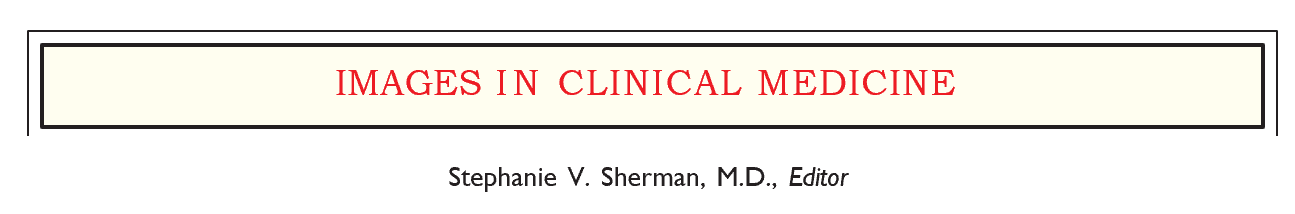 IMAGES IN CLINICAL MEDICINE
Stephanie V. Sherman, M.D., Editor